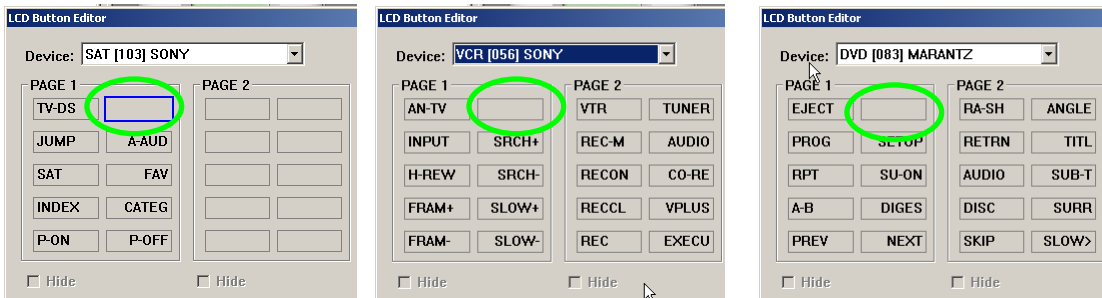 LCD Button Editor
Device: SAT [103] SONY
PAGE 1 PAGE 2
TV-DS
JUMP A-AUD
SAT FAV
INDEX CATEG
P-ON P-OFF
Hide Hide
LCD Button Editor
Device: VCR [056] SONY
PAGE 1 PAGE 2
AN-TV VTR TUNER
INPUT SRCH+ REC-M AUDIO
H-REW SRCH- RECON CO-RE
FRAM+ SLOW+ RECCL VPLUS
FRAM- SLOW- REC EXECU
Hide Hide
LCD Button Editor
Device: DVD [083] MARANTZ
PAGE 1 PAGE 2
EJECT RA-SH ANGLE
PROG SETUP RETRN TITL
RPT SU-ON AUDIO SUB-T
A-B DIGES DISC SURR
PREV NEXT SKIP SLOW>
Hide Hide